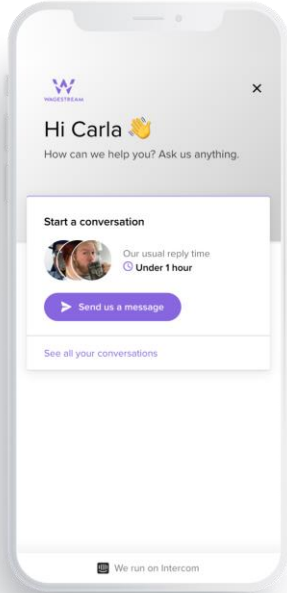 WAGESTREAM
Hi Carla 👋
How can we help you? Ask us anything.
Start a conversation
Our usual reply time
Under 1 hour
Send us a message
See all your conversations
We run on Intercom